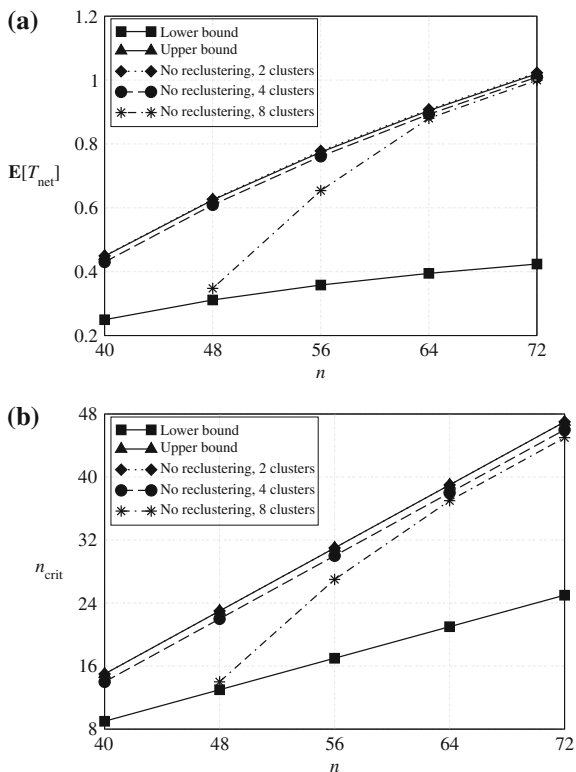 (a)
1.2
1
0.8
0.6
0.4
0.2
E[T_net]
Lower bound
Upper bound
No reclustering, 2 clusters
No reclustering, 4 clusters
No reclustering, 8 clusters
40 48 56 64 72
n
(b)
48
40
32
24
16
8
n_crit
Lower bound
Upper bound
No reclustering, 2 clusters
No reclustering, 4 clusters
No reclustering, 8 clusters
40 48 56 64 72
n